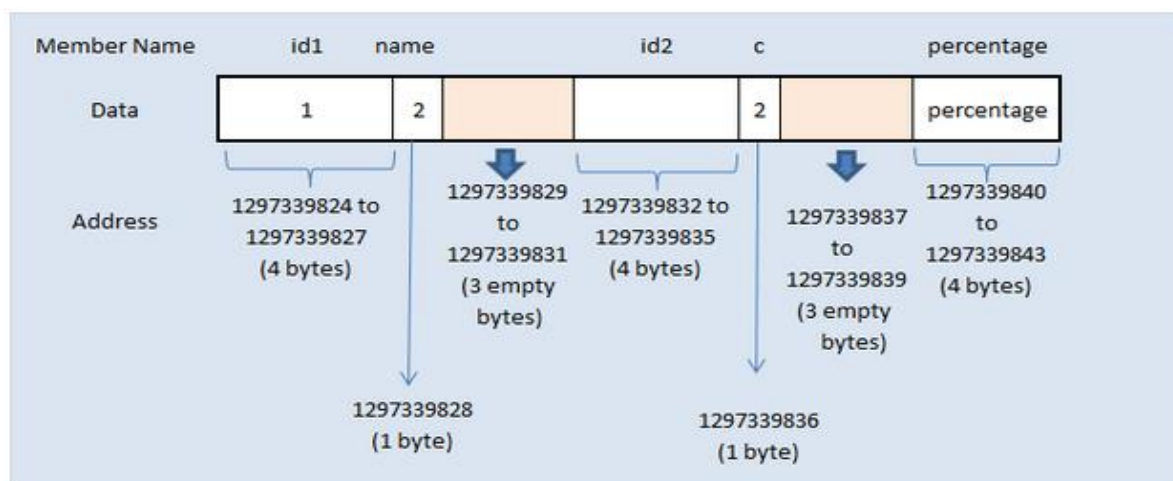 Member Name id1 name id2 c percentage
Data 1 2 2 percentage
Address
1297339824 to
1297339827
(4 bytes)
1297339828
(1 byte)
1297339829
to
1297339831
(3 empty
bytes)
1297339832 to
1297339835
(4 bytes)
1297339836
(1 byte)
1297339837
to
1297339839
(3 empty
bytes)
1297339840
to
1297339843
(4 bytes)